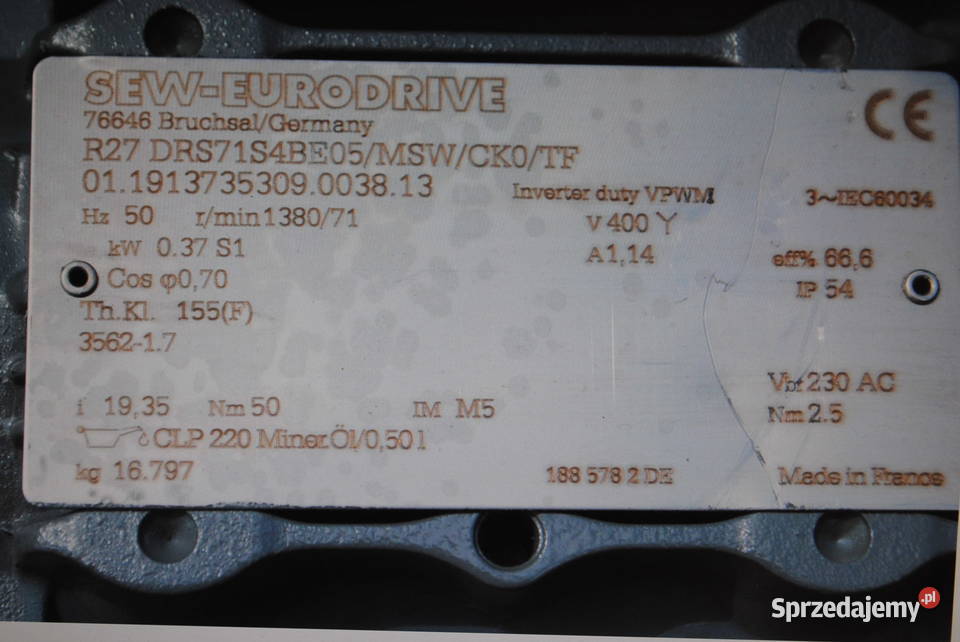 SEW-EURODRIVE
76646 Bruchsal/Germany
CE
R27 DRS71S4BE05/MSW/CK0/TF
01.1913735309.0038.13 Inverter duty VPWM 3~IEC60034
Hz 50 r/min 1380/71 V 400 Y
kW 0.37 S1 A 1,14 eff% 66,6
Cos φ 0,70 IP 54
Th.Kl. 155(F)
3562-1.7
Vbr 230 AC
i 19,35 Nm 50 IM M5 Nm 2.5
CLP 220 Miner.Öl/0,50 l
kg 16.797 188 578 2 DE Made in France
Sprzedajemy.pl